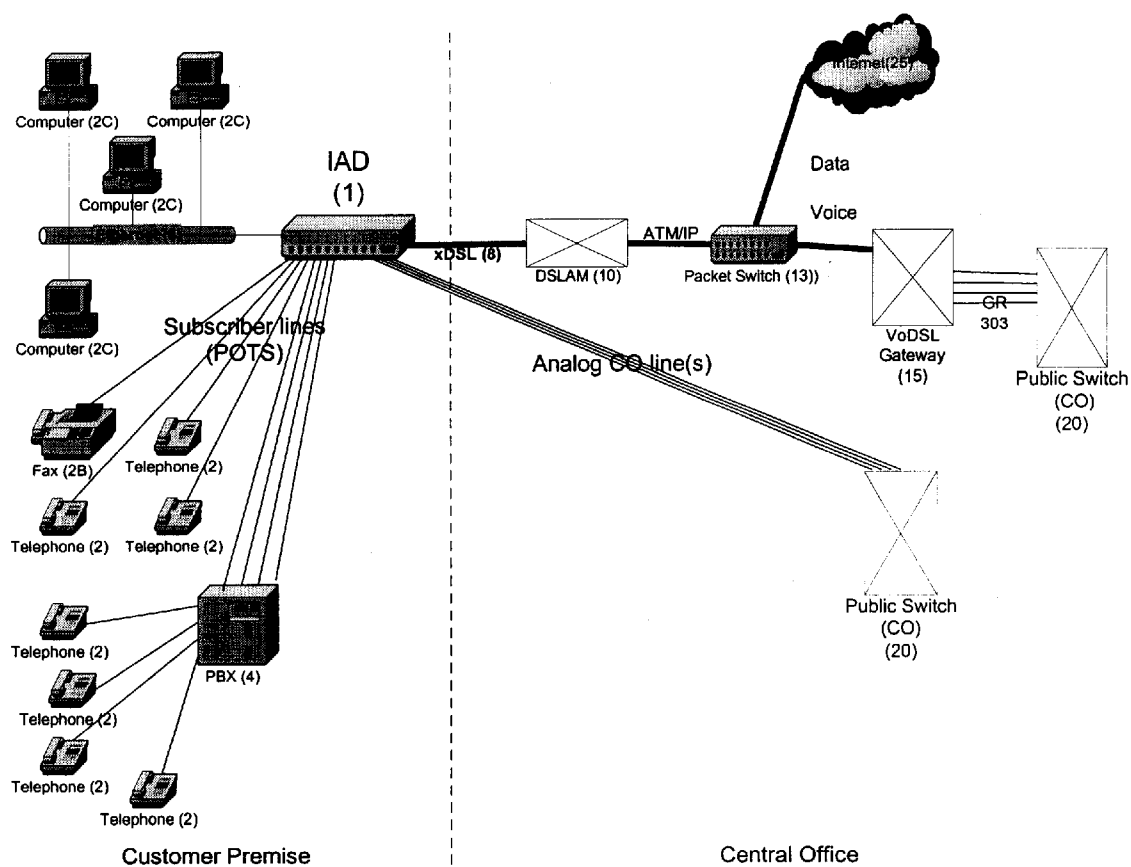 Internet(25)
Computer (2C)
Computer (2C)
IAD
(1)
Data
Computer (2C)
Voice
ATM/IP
xDSL (8)
DSLAM (10)
Packet Switch (13))
GR
303
Subscriber lines
(POTS)
Computer (2C)
VoDSL
Gateway
(15)
Analog CO line(s)
Public Switch
(CO)
(20)
Fax (2B)
Telephone (2)
Telephone (2)
Telephone (2)
Public Switch
(CO)
(20)
Telephone (2)
PBX (4)
Telephone (2)
Telephone (2)
Telephone (2)
Customer Premise
Central Office